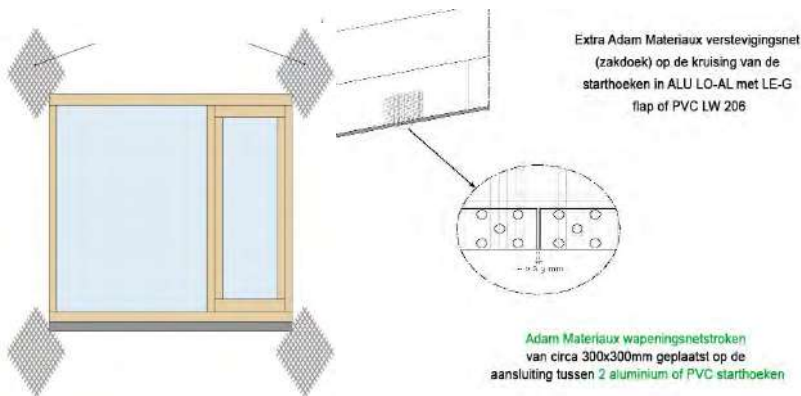 Extra Adam Materiaux verstevigingsnet
(zakdoek) op de kruising van de
starthoeken in ALU LO-AL met LE-G
flap of PVC LW 206
Adam Materiaux wapeningsnetstroken
van circa 300x300mm geplaatst op de
aansluiting tussen 2 aluminium of PVC starthoeken